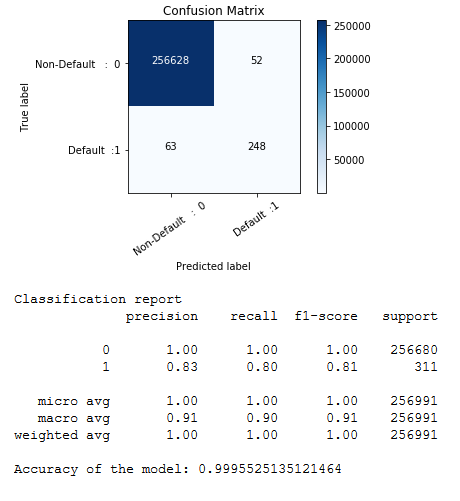 Confusion Matrix
250000
Non-Default : 0 256628 52
200000
True label
150000
100000
Default :1 63 248
50000
Non-Default : 0 Default :1
Predicted label
Classification report
precision recall f1-score support
0 1.00 1.00 1.00 256680
1 0.83 0.80 0.81 311
micro avg 1.00 1.00 1.00 256991
macro avg 0.91 0.90 0.91 256991
weighted avg 1.00 1.00 1.00 256991
Accuracy of the model: 0.9995525135121464